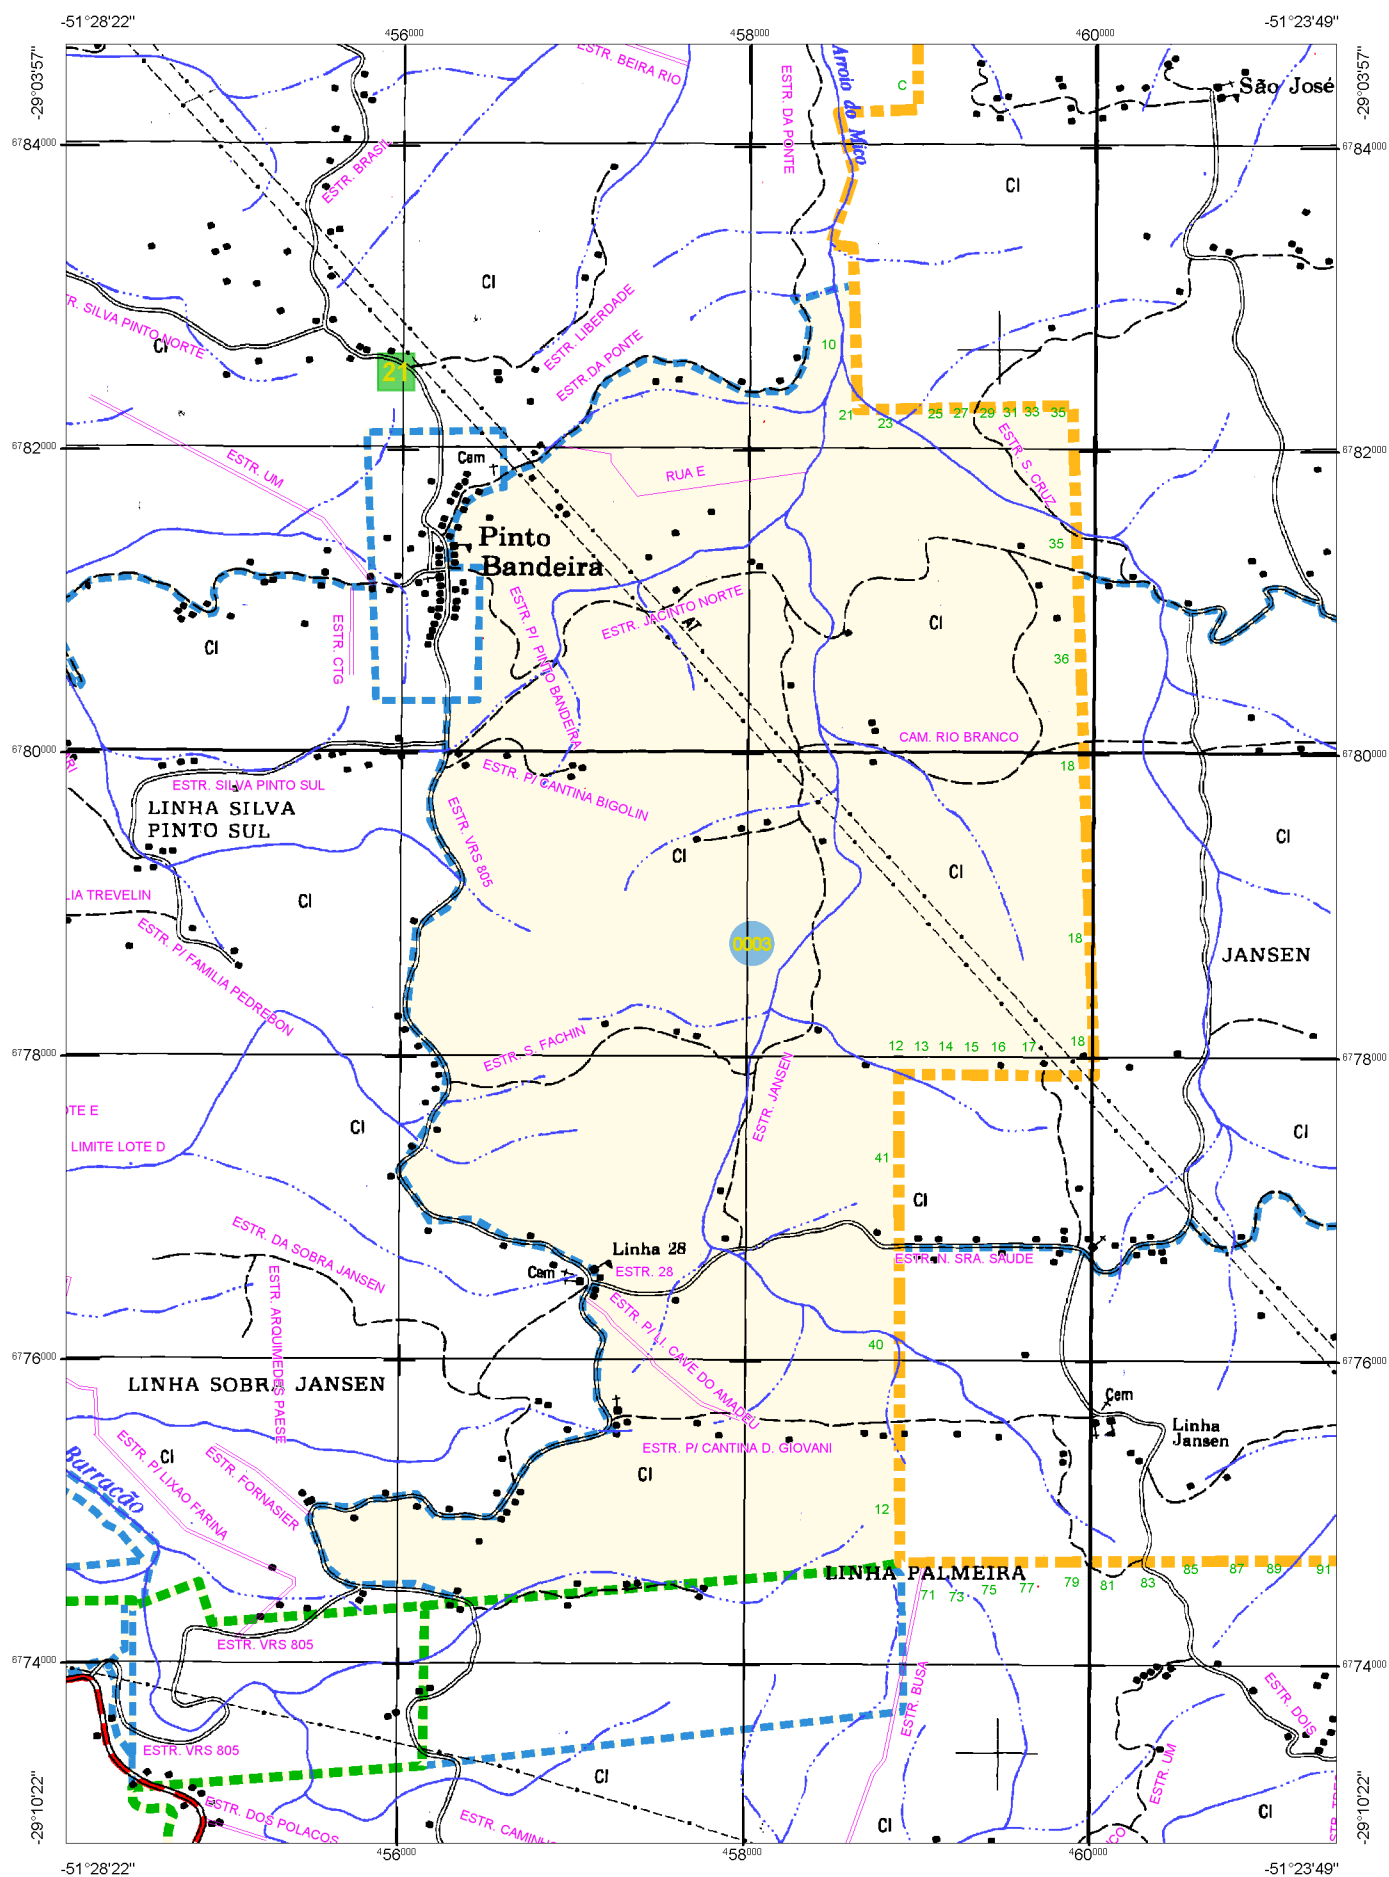 -51°28'22"
-51°23'49"
456000
458000
460000
-29°03'57"
-29°03'57"
ESTR. BEIRA RIO
ESTR. DA PONTE
Arroio do Mico
C
São José
6784000
6784000
ESTR. BRASIL
CI
CI
R. SILVA PINTO NORTE
CI
ESTR. LIBERDADE
ESTR.DA PONTE
10
21
21
23
25
27
29
31
33
35
6782000
6782000
ESTR. UM
Cem
RUA E
ESTR. S. CRUZ
Pinto
Bandeira
35
ESTR. P/ PINTO BANDEIRA
ESTR. JACINTO NORTE
AT
CI
CI
ESTR. CTG
36
CAM. RIO BRANCO
6780000
6780000
RI
18
ESTR. SILVA PINTO SUL
ESTR. P/ CANTINA BIGOLIN
LINHA SILVA
PINTO SUL
ESTR. VRS 805
CI
CI
CI
CI
LIA TREVELIN
ESTR. P/ FAMILIA PEDREBON
0003
18
JANSEN
ESTR. S. FACHIN
12
13
14
15
16
17
18
6778000
6778000
ESTR. JANSEN
OTE E
LIMITE LOTE D
CI
CI
41
CI
ESTR. DA SOBRA JANSEN
Linha 28
ESTR. 28
Cem
ESTR. N. SRA. SAUDE
ESTR. ARQUIMEDES PAESE
ESTR. P/ LI. CAVE DO AMADEU
40
6776000
6776000
LINHA SOBRA JANSEN
Cem
Linha
Jansen
ESTR. P/ CANTINA D. GIOVANI
Barracão
ESTR. P/ LIXAO FARINA
ESTR. FORNASIER
CI
CI
12
LINHA PALMEIRA
71
73
75
77
79
81
83
85
87
89
91
ESTR. VRS 805
6774000
6774000
ESTR. BUSA
ESTR. DOIS
ESTR. VRS 805
ESTR. UM
CI
CI
CI
ESTR. DOS POLACOS
ESTR. CAMINH
-29°10'22"
-29°10'22"
456000
458000
460000
-51°28'22"
-51°23'49"